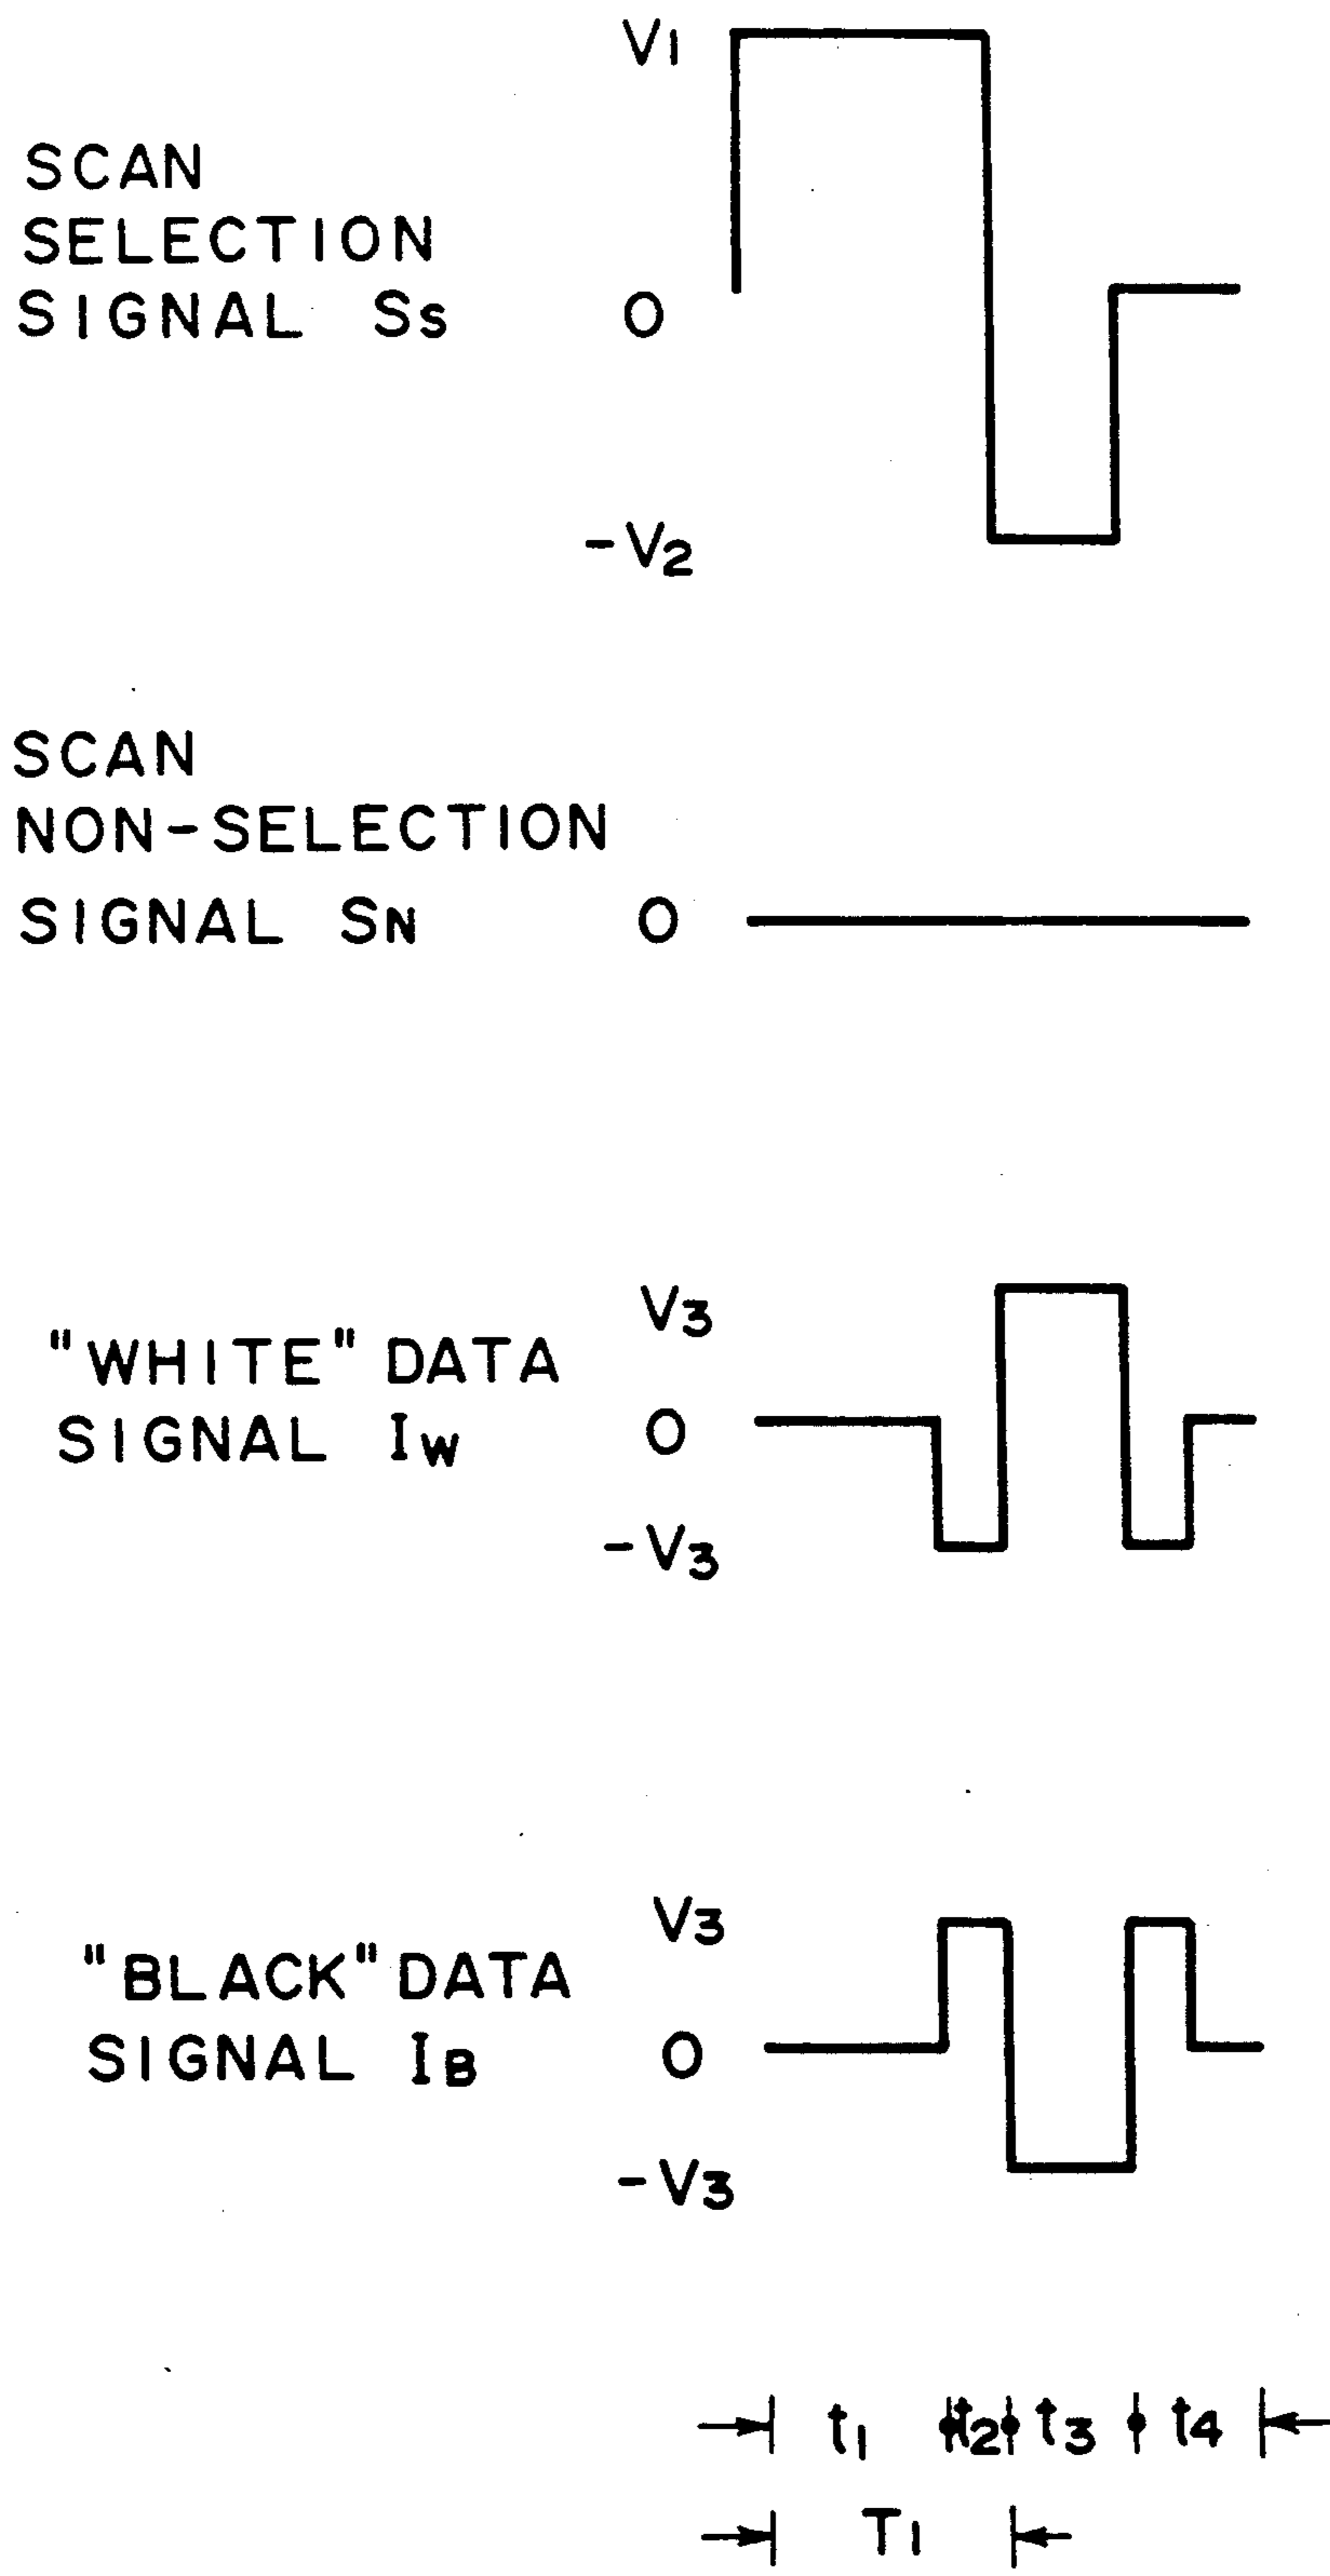 V1
SCAN
SELECTION
SIGNAL Ss
0
-V2
SCAN
NON-SELECTION
SIGNAL SN
0
V3
"WHITE" DATA
SIGNAL IW
0
-V3
V3
"BLACK" DATA
SIGNAL IB
0
-V3
t1 t2 t3 t4
T1